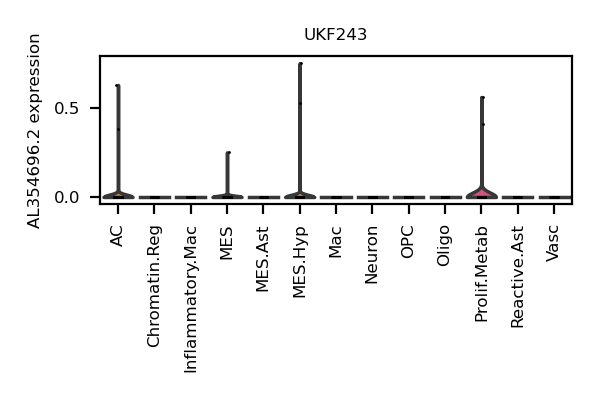 UKF243
AL354696.2 expression
0.5
0.0
AC
Chromatin.Reg
Inflammatory.Mac
MES
MES.Ast
MES.Hyp
Mac
Neuron
OPC
Oligo
Prolif.Metab
Reactive.Ast
Vasc